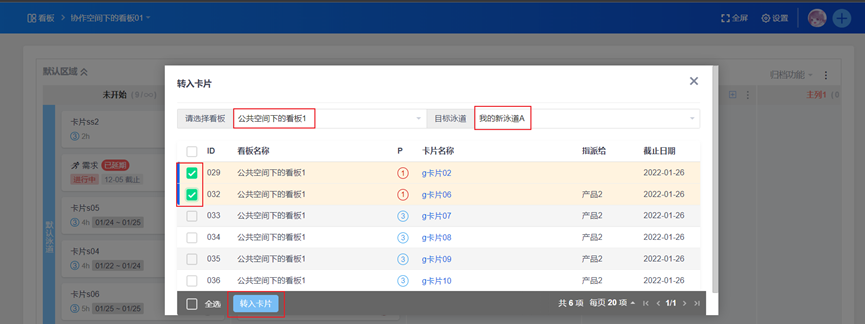 看板 > 协作空间下的看板01
全屏 设置
默认区域
归档功能
未开始 (9/∞)
主列1 (0
卡片ss2
2h
需求 已延期
进行中 12-05 截止
卡片s05
4h 01/24 ~ 01/25
卡片s04
4h 01/22 ~ 01/24
卡片s06
5h 01/25 ~ 01/25
默认泳道
转入卡片
请选择看板 公共空间下的看板1 目标泳道 我的新泳道A
ID 看板名称 P 卡片名称 指派给 截止日期
029 公共空间下的看板1 1 g卡片02 2022-01-26
032 公共空间下的看板1 1 g卡片06 产品2 2022-01-26
033 公共空间下的看板1 3 g卡片07 产品2 2022-01-26
034 公共空间下的看板1 3 g卡片08 产品2 2022-01-26
035 公共空间下的看板1 3 g卡片09 产品2 2022-01-26
036 公共空间下的看板1 3 g卡片10 产品2 2022-01-26
全选 转入卡片 共 6 项 每页 20 项 1/1